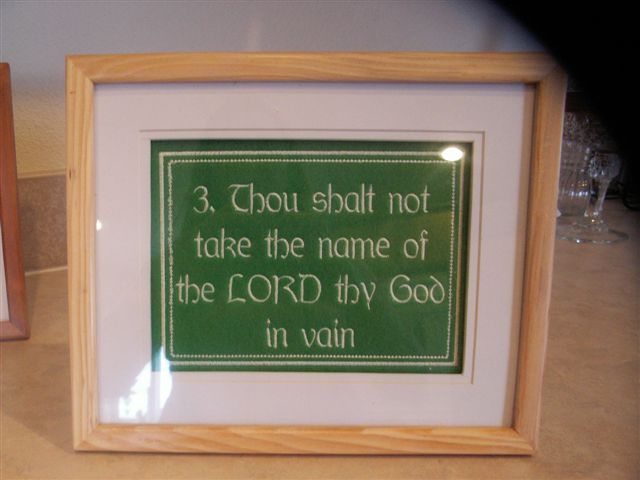 3. Thou shalt not
take the name of
the LORD thy God
in vain